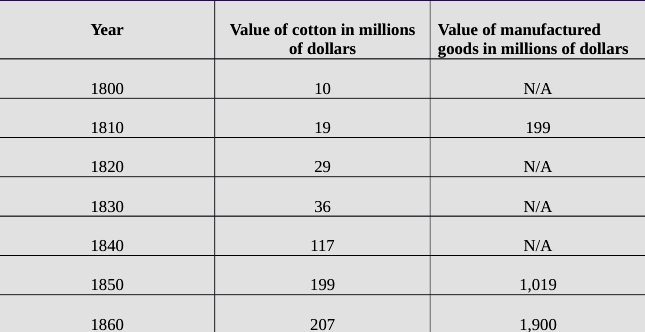 Year Value of cotton in millions of dollars Value of manufactured goods in millions of dollars
1800 10 N/A
1810 19 199
1820 29 N/A
1830 36 N/A
1840 117 N/A
1850 199 1,019
1860 207 1,900